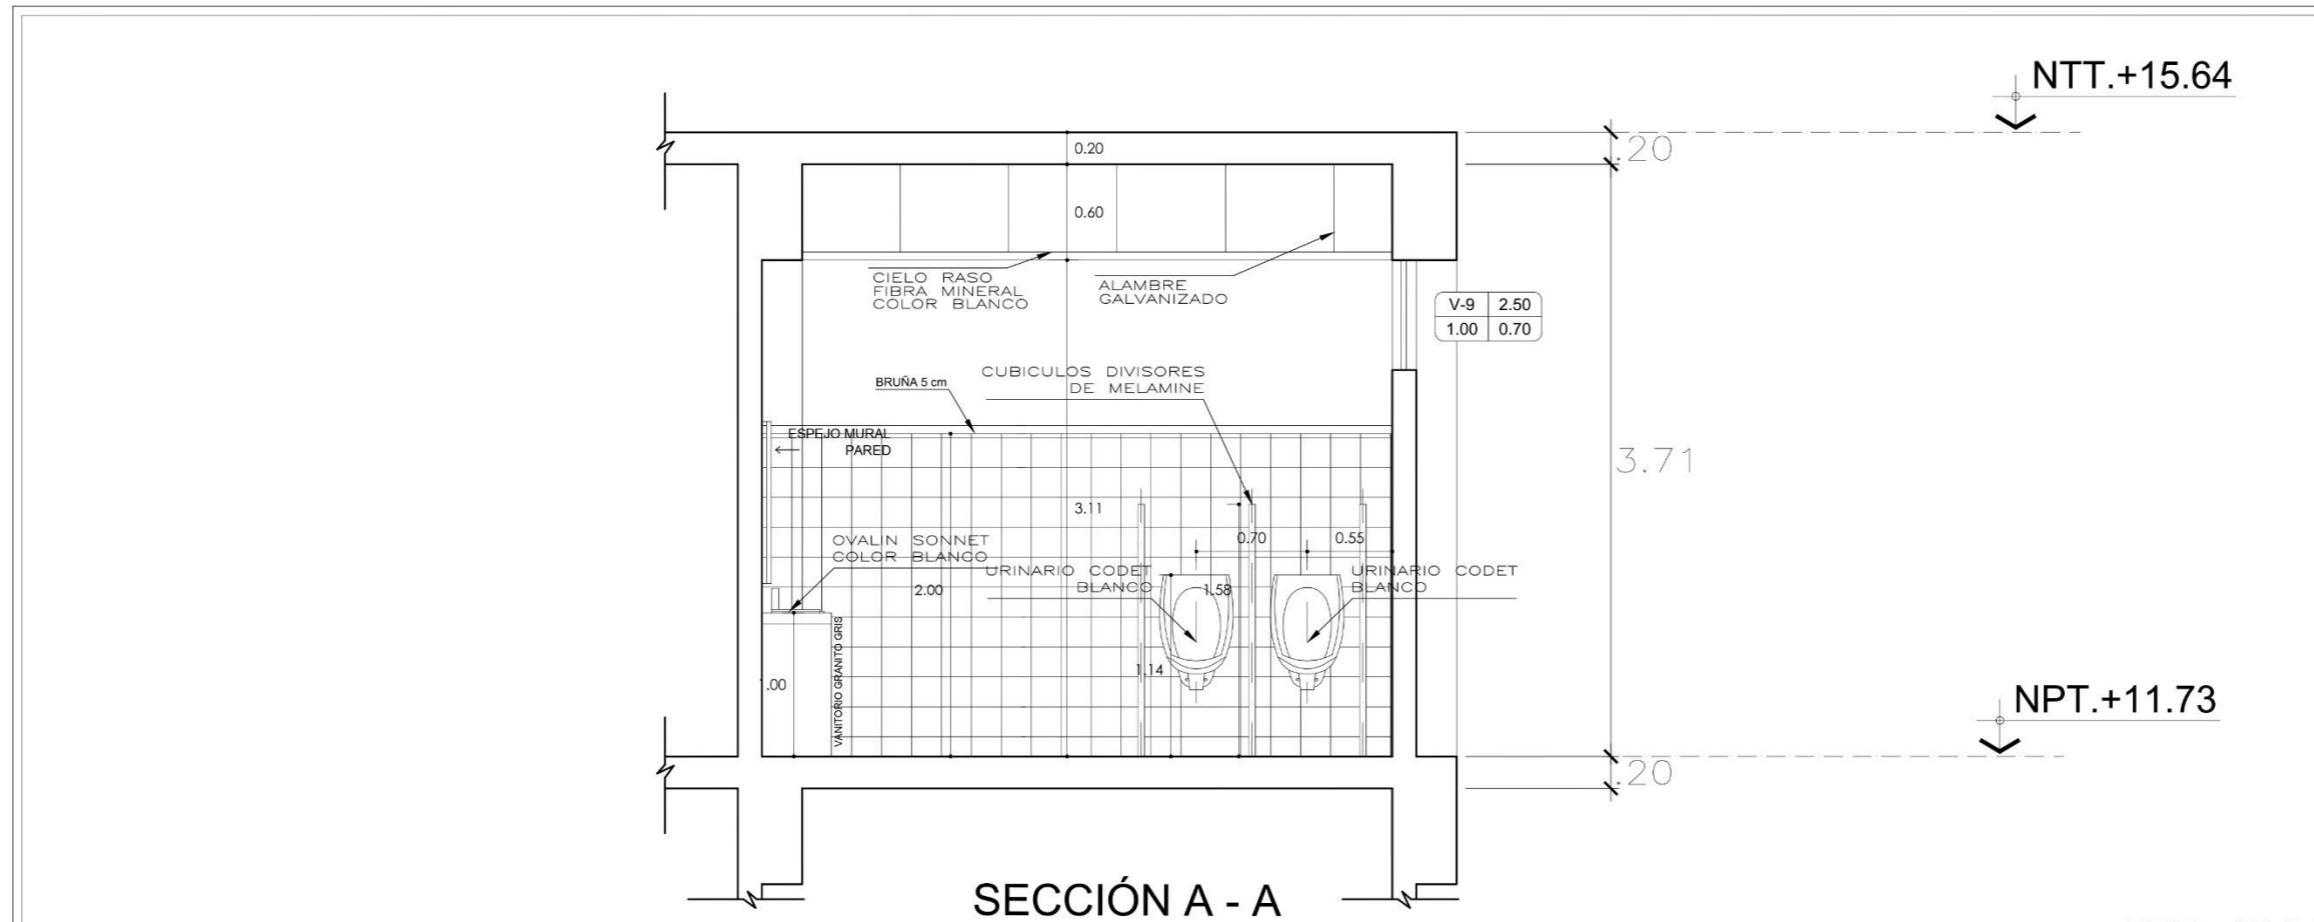 NTT.+15.64
0.20
.20
0.60
CIELO RASO
FIBRA MINERAL
COLOR BLANCO
ALAMBRE
GALVANIZADO
V-9 2.50
1.00 0.70
CUBICULOS DIVISORES
DE MELAMINE
BRUÑA 5 cm
ESPEJO MURAL
PARED
3.71
3.11
0.70
0.55
OVALIN SONNET
COLOR BLANCO
URINARIO CODET
BLANCO
URINARIO CODET
BLANCO
2.00
1.58
VANITORIO GRANITO GRIS
1.14
.00
NPT.+11.73
.20
SECCIÓN A - A